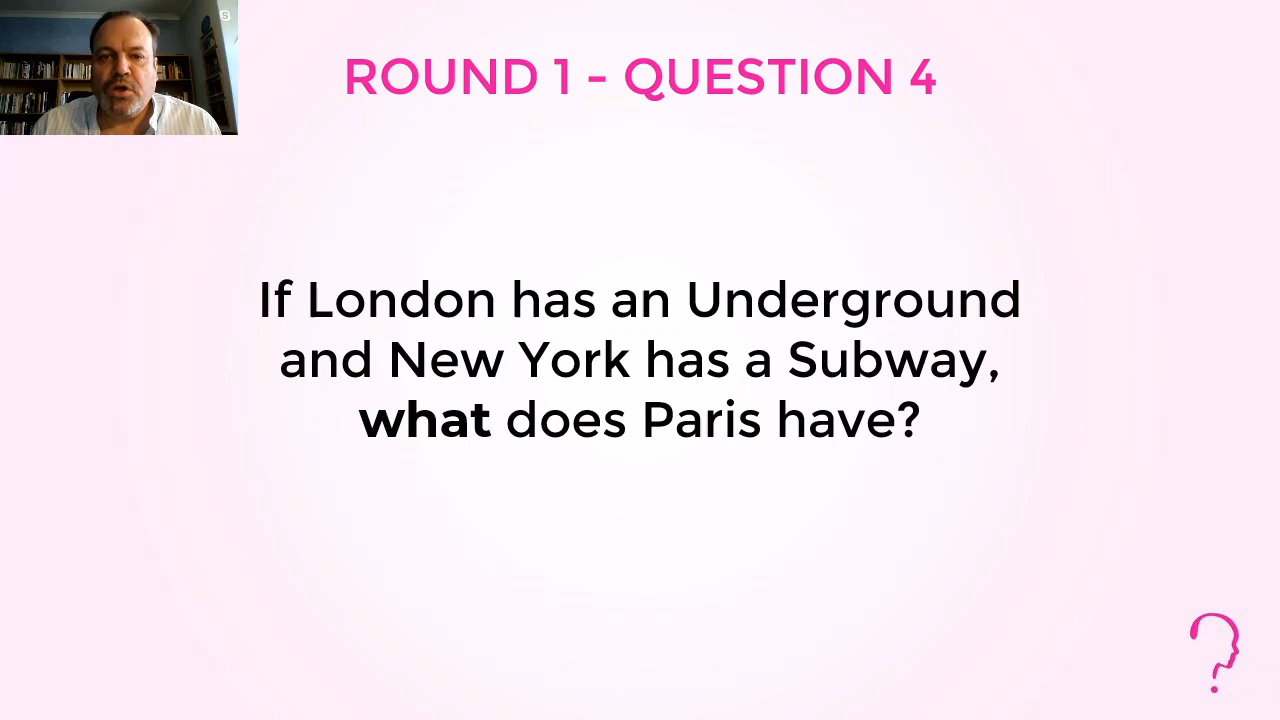 ROUND 1 - QUESTION 4
If London has an Underground
and New York has a Subway,
what does Paris have?